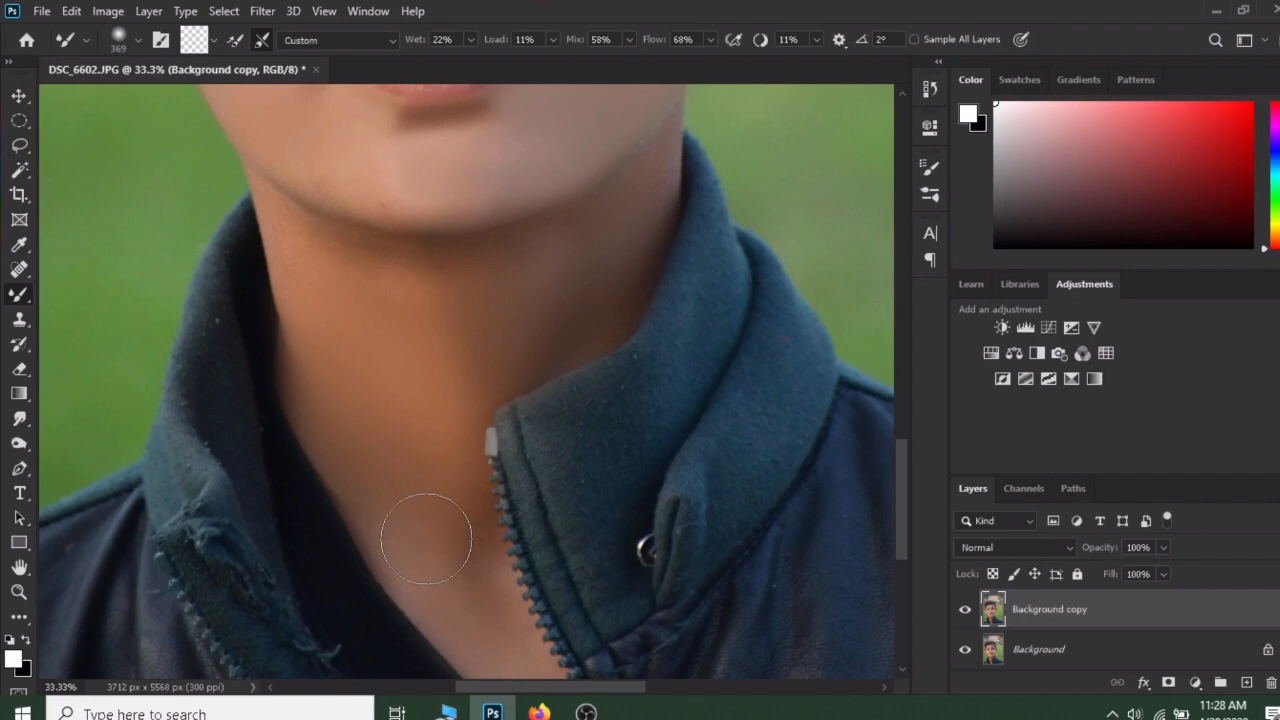 Ps File Edit Image Layer Type Select Filter 3D View Window Help
369 Custom Wet: 22% Load: 11% Mix: 58% Flow: 68% 11% 2° Sample All Layers
DSC_6602.JPG @ 33.3% (Background copy, RGB/8) * ×
Color Swatches Gradients Patterns
Learn Libraries Adjustments
Add an adjustment
Layers Channels Paths
Kind
Normal Opacity: 100%
Lock: Fill: 100%
Background copy
Background
33.33% 3712 px x 5568 px (300 ppi)
Type here to search Ps 11:28 AM